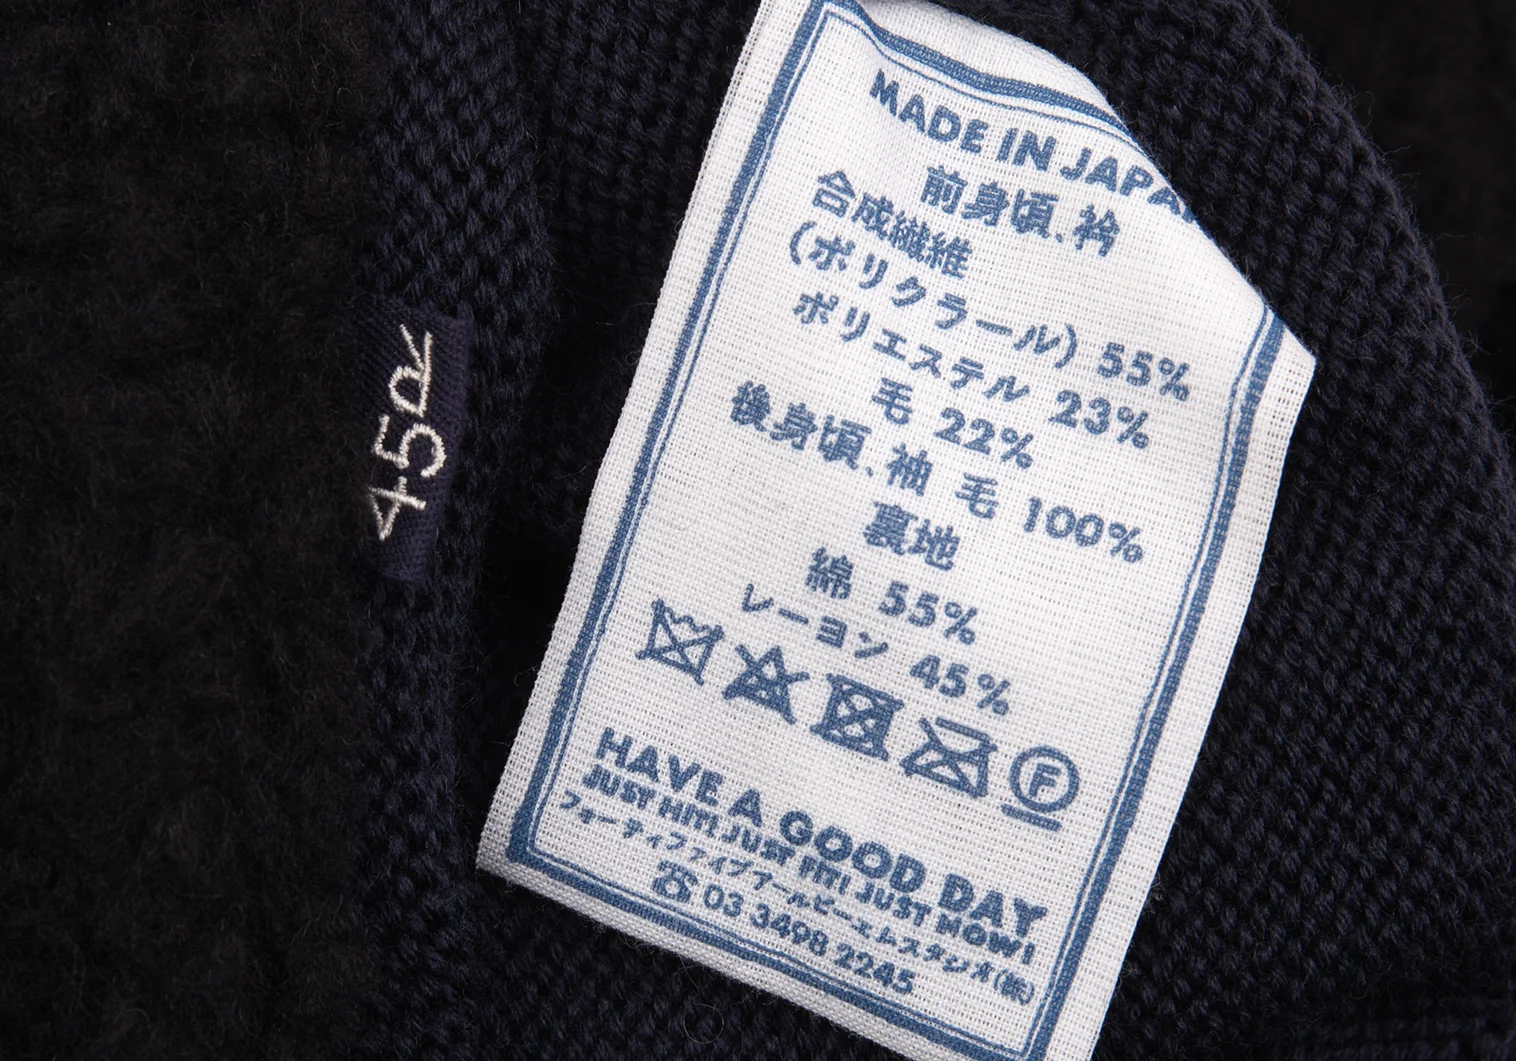 45R
MADE IN JAPAN
前身頃、衿
合成繊維
(ポリクラール) 55%
ポリエステル 23%
毛 22%
後身頃、袖 毛 100%
裏地
綿 55%
レーヨン 45%
F
HAVE A GOOD DAY
JUST HIT! JUST FIT! JUST NOW!
フォーティファイブアールピーエムスタジオ(株)
☎ 03 3498 2245